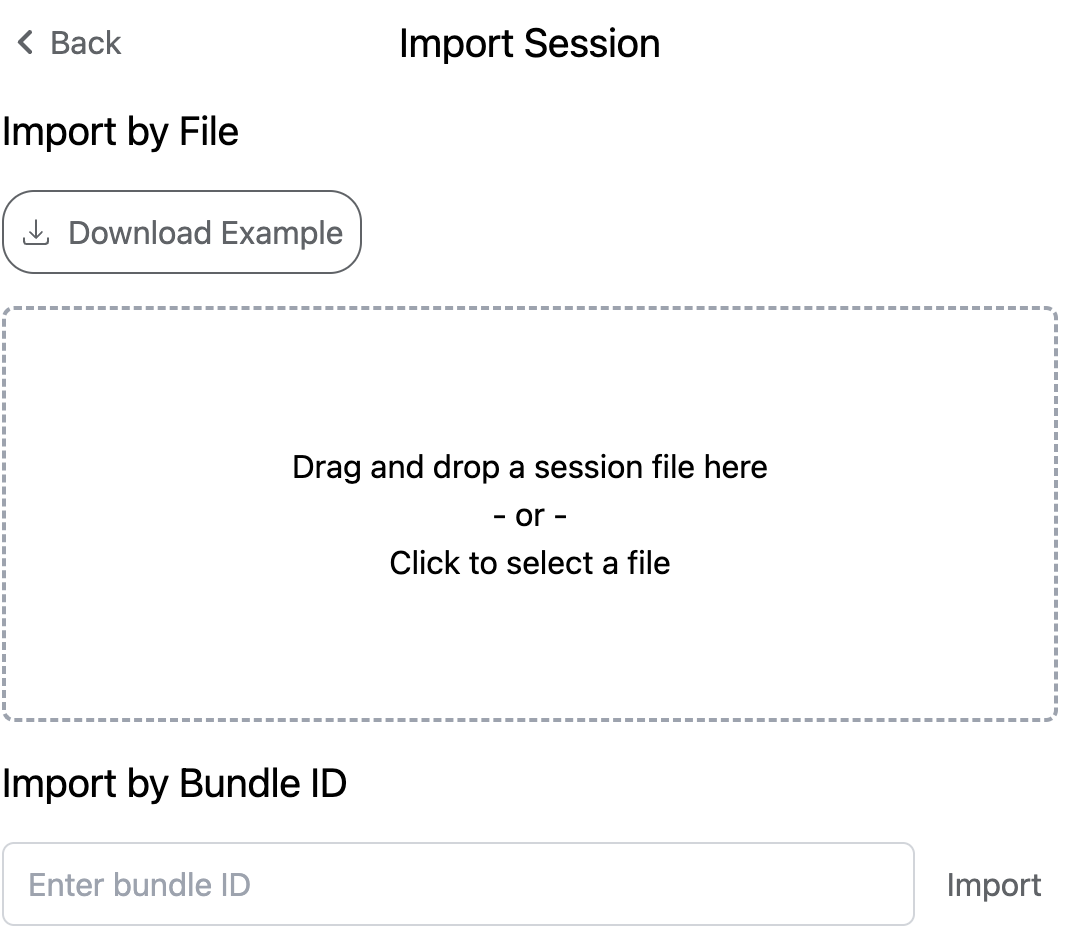 Back
Import Session
Import by File
Download Example
Drag and drop a session file here
- or -
Click to select a file
Import by Bundle ID
Enter bundle ID
Import